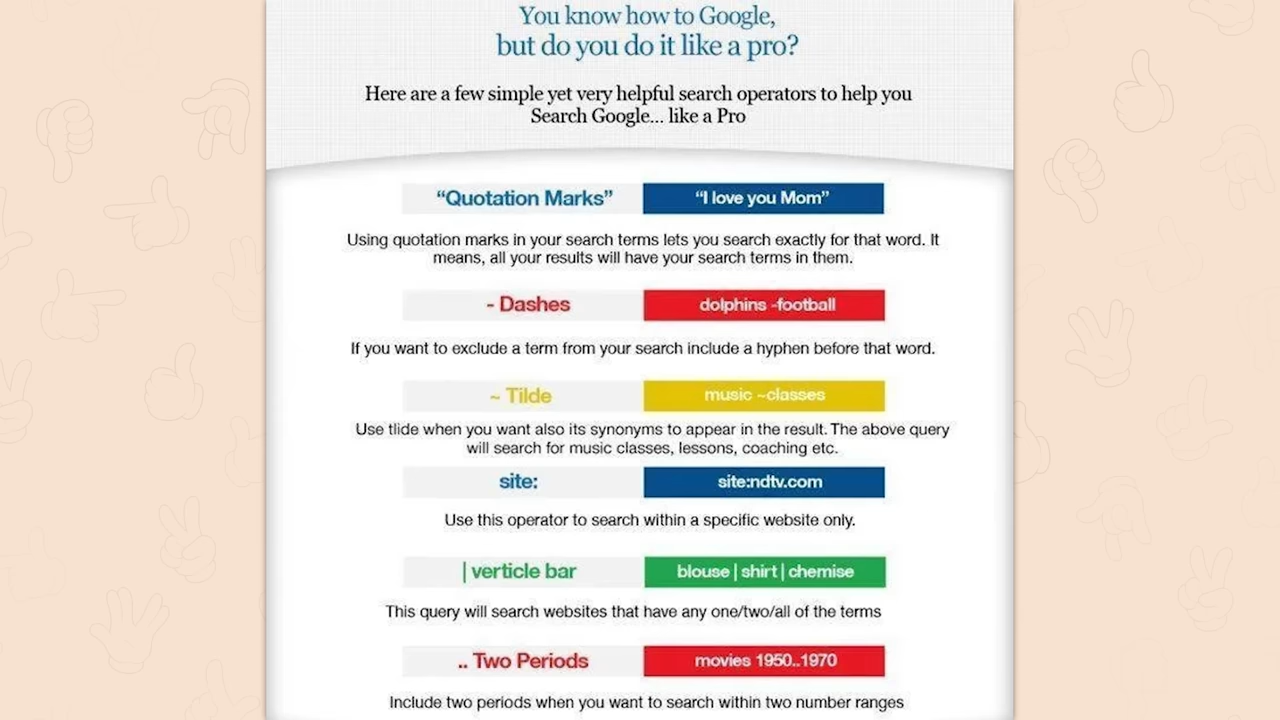 You know how to Google,
but do you do it like a pro?
Here are a few simple yet very helpful search operators to help you
Search Google... like a Pro
“Quotation Marks” “I love you Mom”
Using quotation marks in your search terms lets you search exactly for that word. It
means, all your results will have your search terms in them.
- Dashes dolphins -football
If you want to exclude a term from your search include a hyphen before that word.
~ Tilde music ~classes
Use tlide when you want also its synonyms to appear in the result. The above query
will search for music classes, lessons, coaching etc.
site: site:ndtv.com
Use this operator to search within a specific website only.
| verticle bar blouse | shirt | chemise
This query will search websites that have any one/two/all of the terms
.. Two Periods movies 1950..1970
Include two periods when you want to search within two number ranges